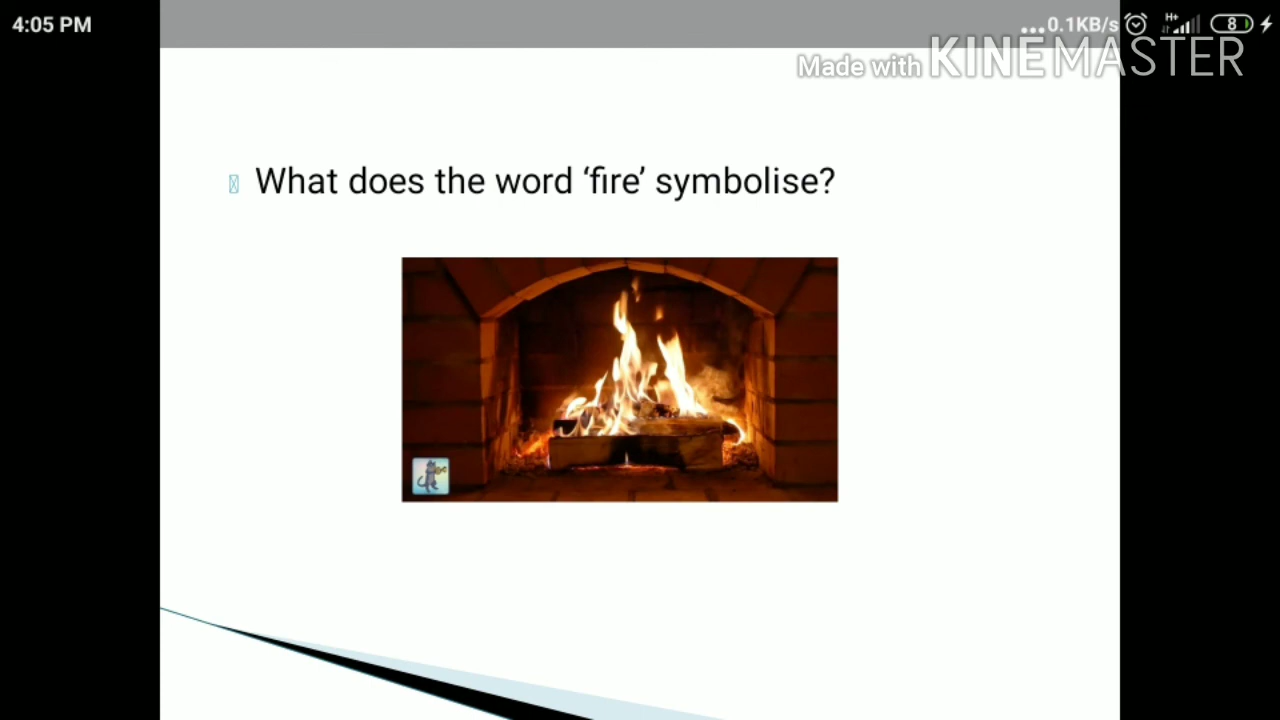 4:05 PM
...0.1KB/s H+ 8
Made with KINEMASTER
What does the word ‘fire’ symbolise?